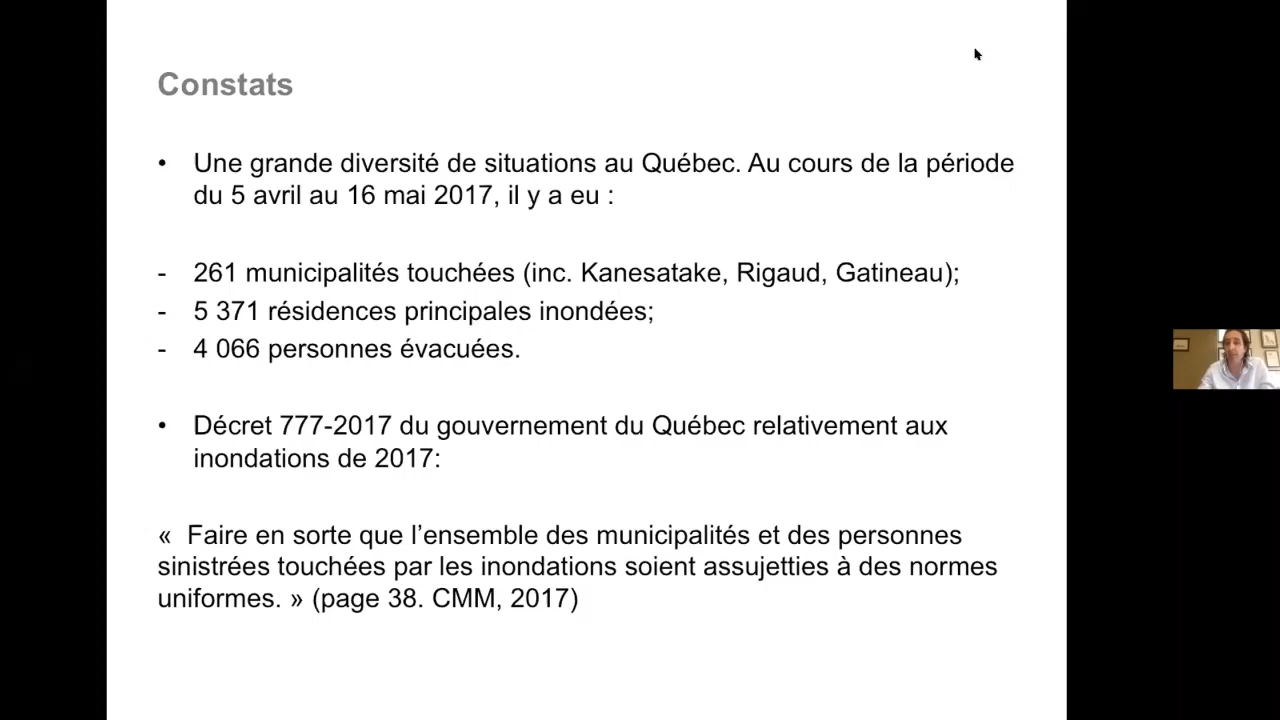 Constats
• Une grande diversité de situations au Québec. Au cours de la période
du 5 avril au 16 mai 2017, il y a eu :
- 261 municipalités touchées (inc. Kanesatake, Rigaud, Gatineau);
- 5 371 résidences principales inondées;
- 4 066 personnes évacuées.
• Décret 777-2017 du gouvernement du Québec relativement aux
inondations de 2017:
«  Faire en sorte que l’ensemble des municipalités et des personnes
sinistrées touchées par les inondations soient assujetties à des normes
uniformes. » (page 38. CMM, 2017)